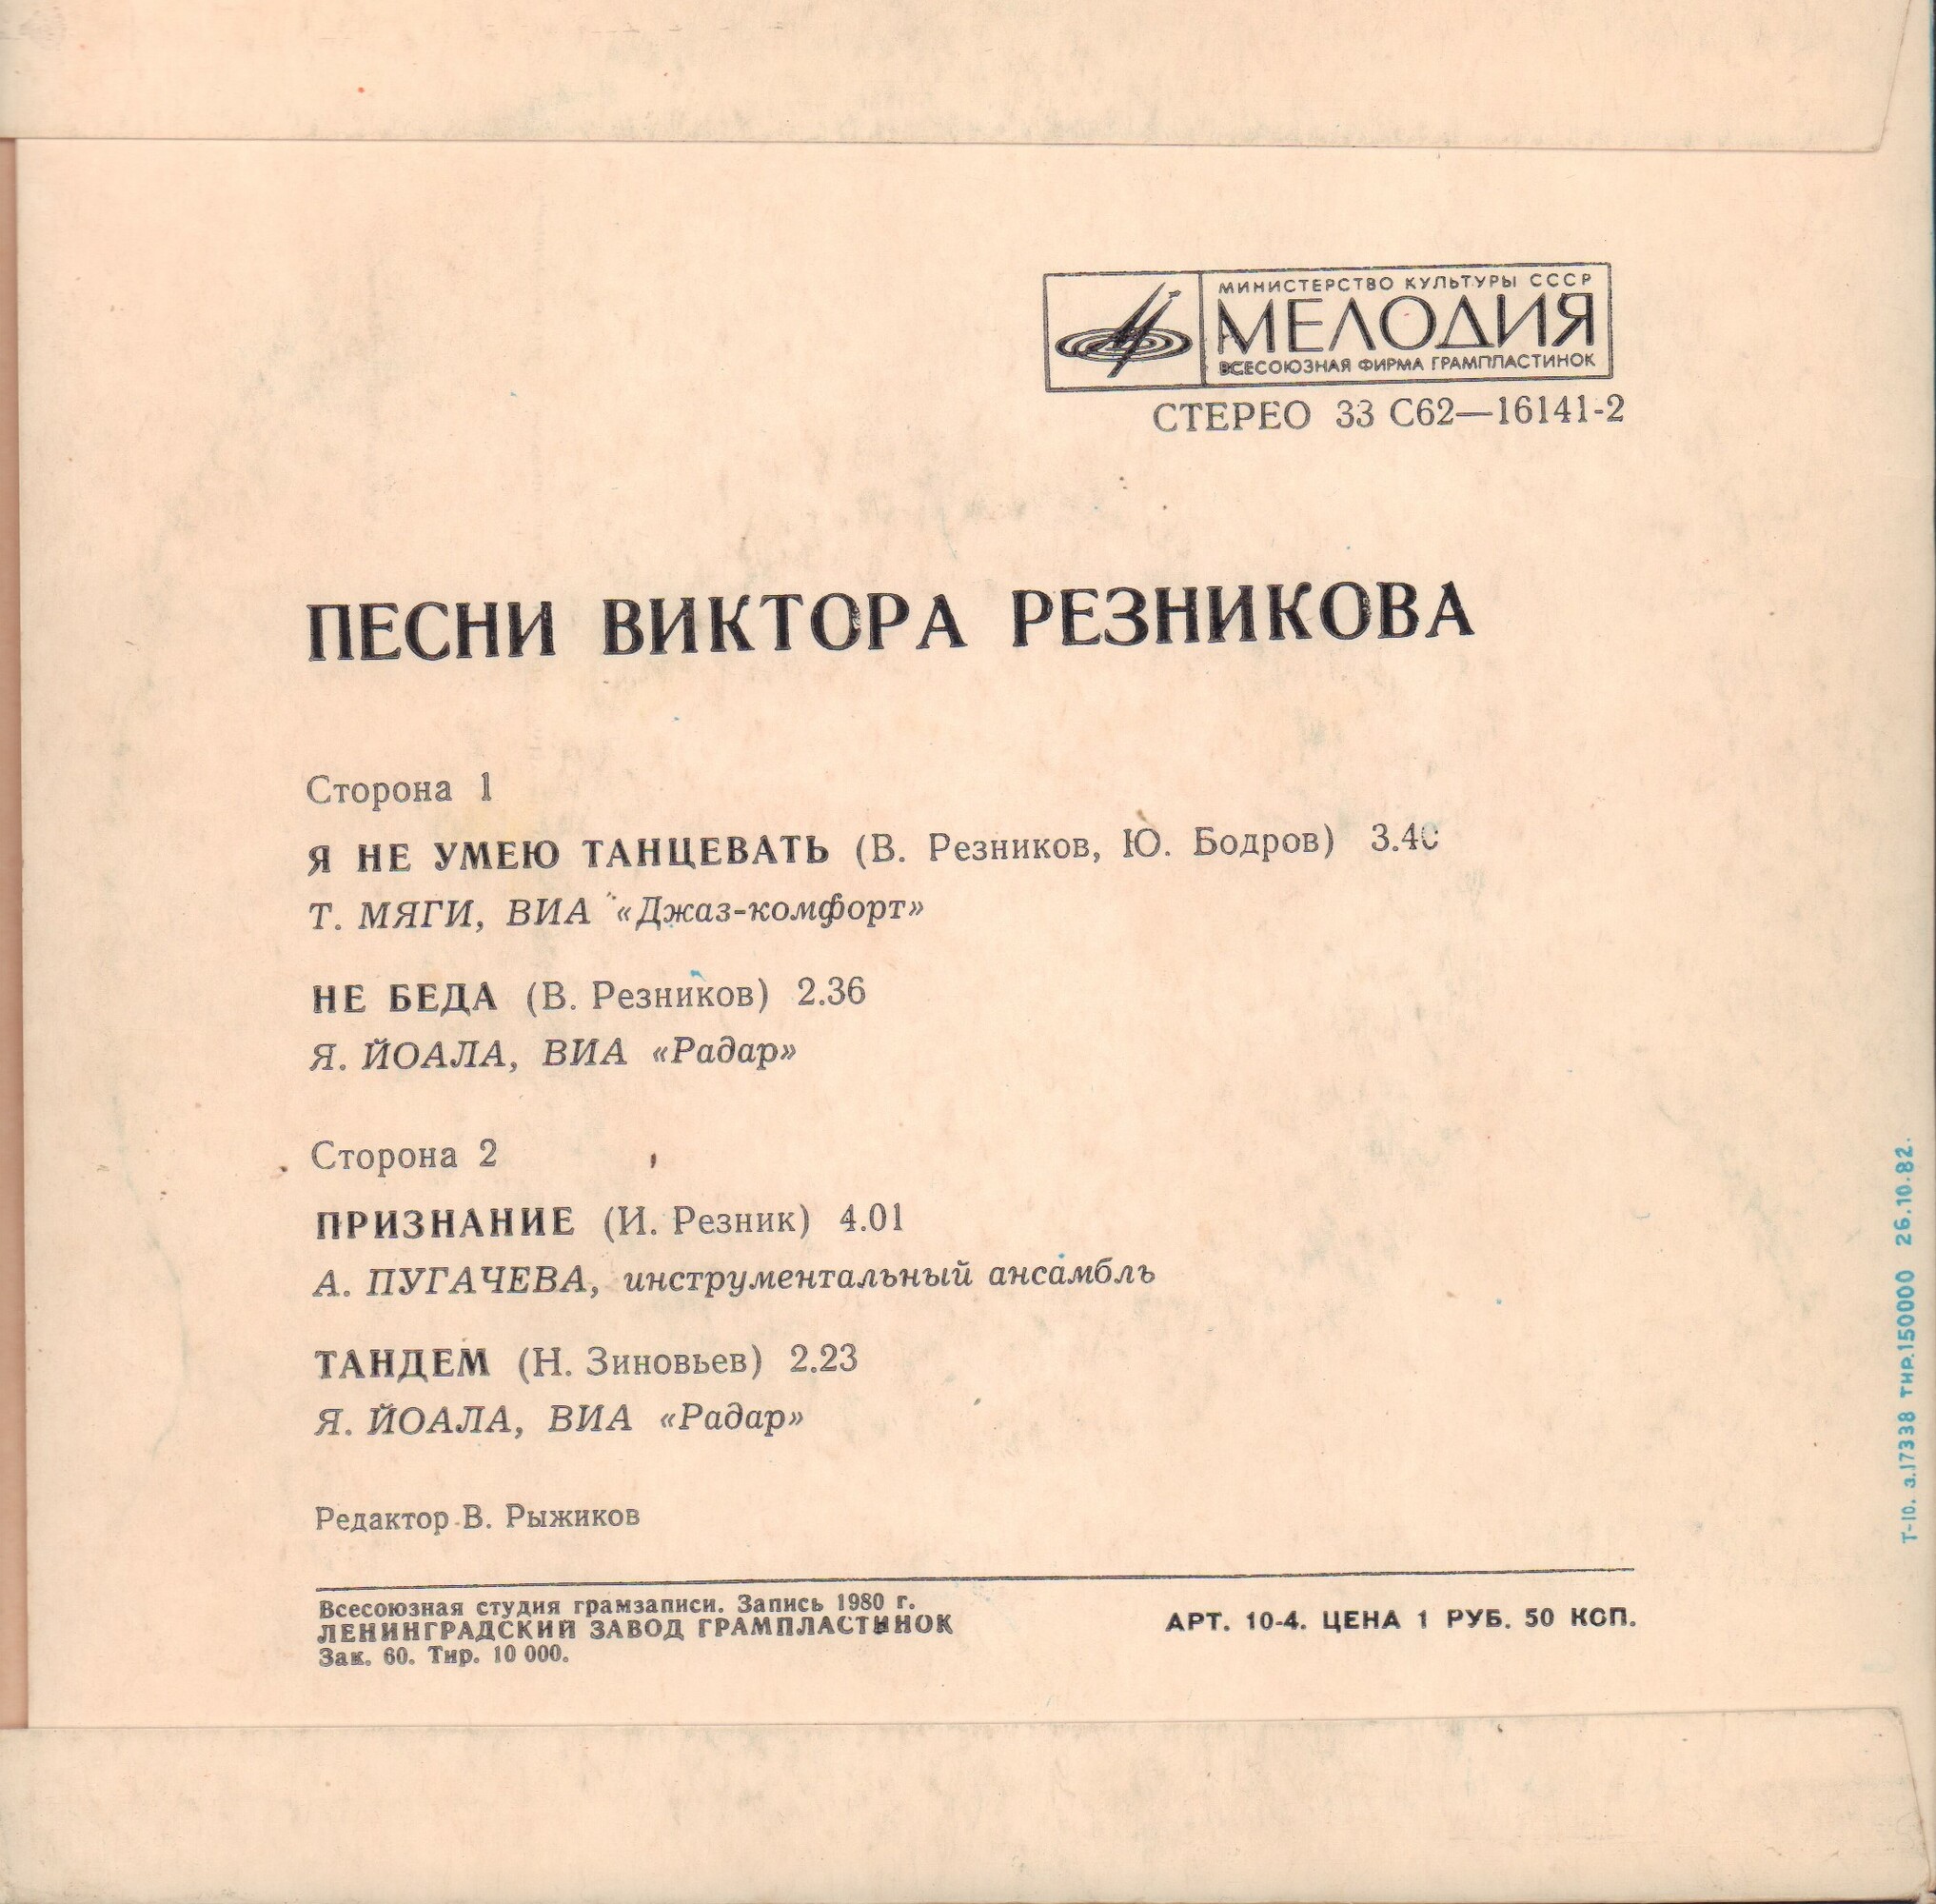 МИНИСТЕРСТВО КУЛЬТУРЫ СССР
МЕЛОДИЯ
ВСЕСОЮЗНАЯ ФИРМА ГРАМПЛАСТИНОК
СТЕРЕО 33 С62—16141-2
ПЕСНИ ВИКТОРА РЕЗНИКОВА
Сторона 1
Я НЕ УМЕЮ ТАНЦЕВАТЬ (В. Резников, Ю. Бодров) 3.40
Т. МЯГИ, ВИА «Джаз-комфорт»
НЕ БЕДА (В. Резников) 2.36
Я. ЙОАЛА, ВИА «Радар»
Сторона 2
ПРИЗНАНИЕ (И. Резник) 4.01
А. ПУГАЧЕВА, инструментальный ансамбль
ТАНДЕМ (Н. Зиновьев) 2.23
Я. ЙОАЛА, ВИА «Радар»
Редактор В. Рыжиков
Всесоюзная студия грамзаписи. Запись 1980 г.
ЛЕНИНГРАДСКИЙ ЗАВОД ГРАМПЛАСТИНОК
Зак. 60. Тир. 10 000.
АРТ. 10-4. ЦЕНА 1 РУБ. 50 КОП.
Т-10. з.17338 тир.150000 26.10.82.